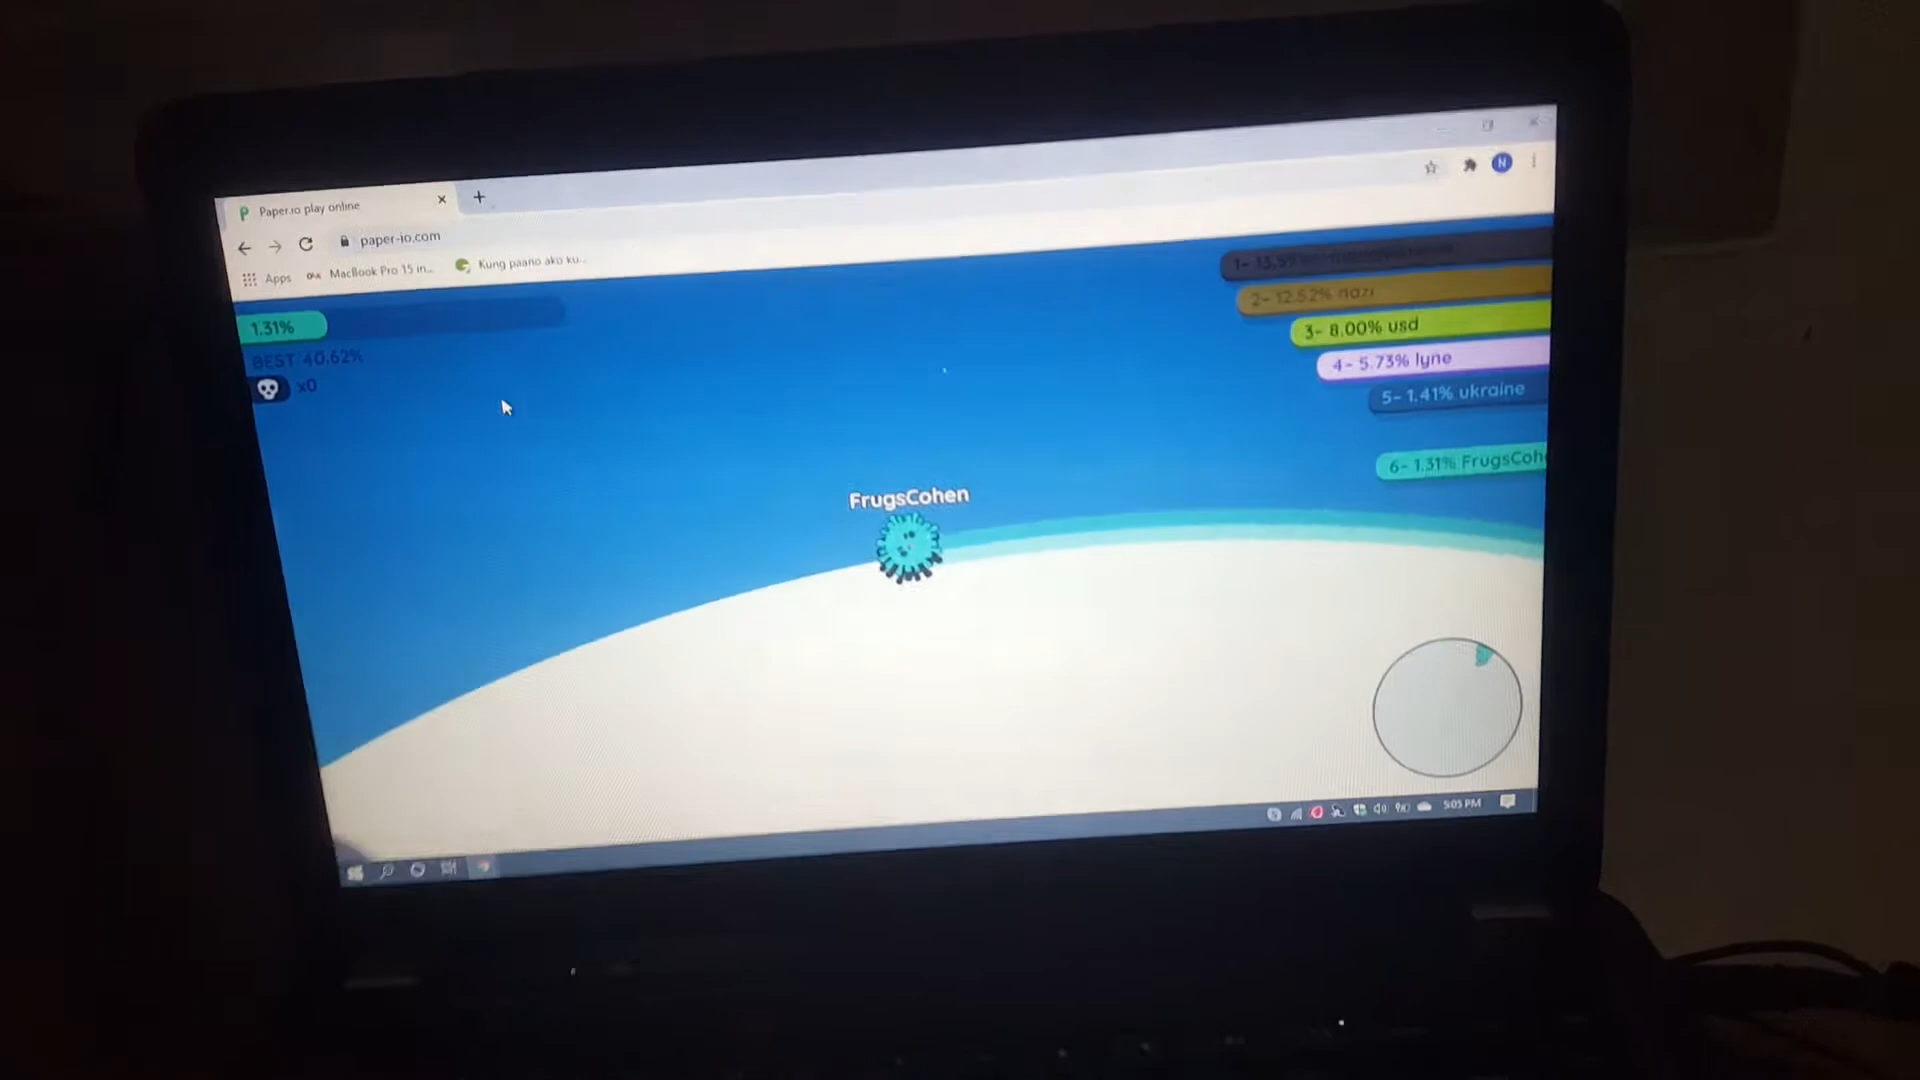 Paper.io play online
paper-io.com
Apps
MacBook Pro 15 in...
Kung paano ako ku...
1.31%
BEST 40.62%
x0
2- 12.52% nazi
3- 8.00% usd
4- 5.73% lyne
5- 1.41% ukraine
6- 1.31% FrugsCoh
FrugsCohen
N
5:05 PM